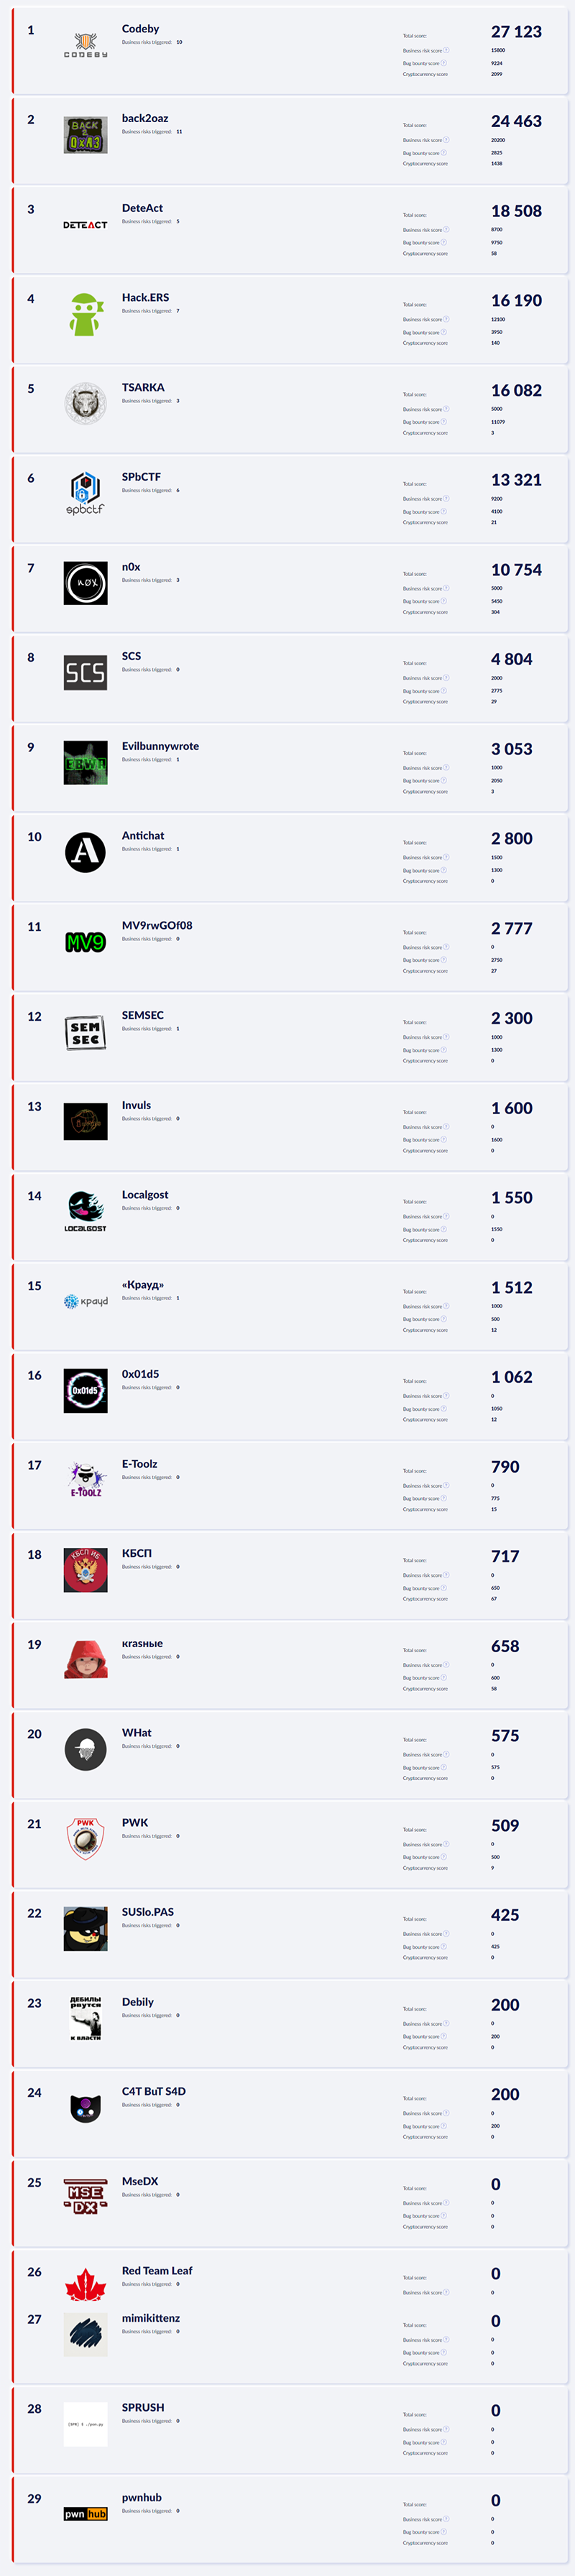 1
Codeby
Business risks triggered: 10
Total score: 27 123
Business risk score 15800
Bug bounty score 9224
Cryptocurrency score 2099
CODEBY
2
back2oaz
Business risks triggered: 11
Total score: 24 463
Business risk score 20200
Bug bounty score 2825
Cryptocurrency score 1438
BACK
2
0xA3
3
DeteAct
Business risks triggered: 5
Total score: 18 508
Business risk score 8700
Bug bounty score 9750
Cryptocurrency score 58
DETEACT
4
Hack.ERS
Business risks triggered: 7
Total score: 16 190
Business risk score 12100
Bug bounty score 3950
Cryptocurrency score 140
5
TSARKA
Business risks triggered: 3
Total score: 16 082
Business risk score 5000
Bug bounty score 11079
Cryptocurrency score 3
6
SPbCTF
Business risks triggered: 6
Total score: 13 321
Business risk score 9200
Bug bounty score 4100
Cryptocurrency score 21
spbctf
7
n0x
Business risks triggered: 3
Total score: 10 754
Business risk score 5000
Bug bounty score 5450
Cryptocurrency score 304
nøx
8
SCS
Business risks triggered: 0
Total score: 4 804
Business risk score 2000
Bug bounty score 2775
Cryptocurrency score 29
SCS
9
Evilbunnywrote
Business risks triggered: 1
Total score: 3 053
Business risk score 1000
Bug bounty score 2050
Cryptocurrency score 3
EBWR
10
Antichat
Business risks triggered: 1
Total score: 2 800
Business risk score 1500
Bug bounty score 1300
Cryptocurrency score 0
A
11
MV9rwGOf08
Business risks triggered: 0
Total score: 2 777
Business risk score 0
Bug bounty score 2750
Cryptocurrency score 27
MV9
12
SEMSEC
Business risks triggered: 1
Total score: 2 300
Business risk score 1000
Bug bounty score 1300
Cryptocurrency score 0
SEM
SEC
13
Invuls
Business risks triggered: 0
Total score: 1 600
Business risk score 0
Bug bounty score 1600
Cryptocurrency score 0
14
Localgost
Business risks triggered: 0
Total score: 1 550
Business risk score 0
Bug bounty score 1550
Cryptocurrency score 0
LOCALGOST
15
«Крауд»
Business risks triggered: 1
Total score: 1 512
Business risk score 1000
Bug bounty score 500
Cryptocurrency score 12
крауd
16
0x01d5
Business risks triggered: 0
Total score: 1 062
Business risk score 0
Bug bounty score 1050
Cryptocurrency score 12
0x01d5
17
E-Toolz
Business risks triggered: 0
Total score: 790
Business risk score 0
Bug bounty score 775
Cryptocurrency score 15
E-TOOLZ
18
КБСП
Business risks triggered: 0
Total score: 717
Business risk score 0
Bug bounty score 650
Cryptocurrency score 67
КБСП ИБ
19
кrasные
Business risks triggered: 0
Total score: 658
Business risk score 0
Bug bounty score 600
Cryptocurrency score 58
20
WHat
Business risks triggered: 0
Total score: 575
Business risk score 0
Bug bounty score 575
Cryptocurrency score 0
21
PWK
Business risks triggered: 0
Total score: 509
Business risk score 0
Bug bounty score 500
Cryptocurrency score 9
PWK
22
SUSlo.PAS
Business risks triggered: 0
Total score: 425
Business risk score 0
Bug bounty score 425
Cryptocurrency score 0
23
Debily
Business risks triggered: 0
Total score: 200
Business risk score 0
Bug bounty score 200
Cryptocurrency score 0
ДЕБИЛЫ
рвутся
К ВЛАСТИ
24
C4T BuT S4D
Business risks triggered: 0
Total score: 200
Business risk score 0
Bug bounty score 200
Cryptocurrency score 0
25
MseDX
Business risks triggered: 0
Total score: 0
Business risk score 0
Bug bounty score 0
Cryptocurrency score 0
MSE
DX
26
Red Team Leaf
Business risks triggered: 0
Total score: 0
Business risk score 0
27
mimikittenz
Business risks triggered: 0
Total score: 0
Business risk score 0
Bug bounty score 0
Cryptocurrency score 0
28
SPRUSH
Business risks triggered: 0
Total score: 0
Business risk score 0
Bug bounty score 0
Cryptocurrency score 0
[SPR] $ ./pwn.py
29
pwnhub
Business risks triggered: 0
Total score: 0
Business risk score 0
Bug bounty score 0
Cryptocurrency score 0
pwn hub